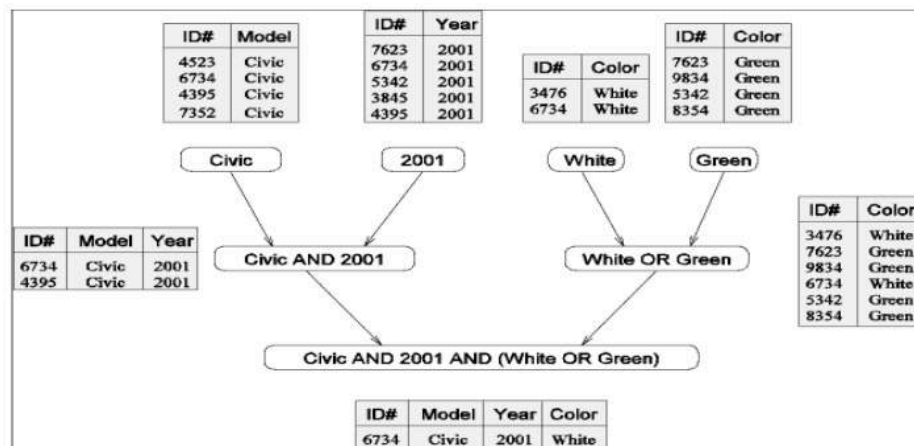 ID# Model
4523 Civic
6734 Civic
4395 Civic
7352 Civic
ID# Year
7623 2001
6734 2001
5342 2001
3845 2001
4395 2001
ID# Color
3476 White
6734 White
ID# Color
7623 Green
9834 Green
5342 Green
8354 Green
Civic
2001
White
Green
ID# Model Year
6734 Civic 2001
4395 Civic 2001
Civic AND 2001
White OR Green
ID# Color
3476 White
7623 Green
9834 Green
6734 White
5342 Green
8354 Green
Civic AND 2001 AND (White OR Green)
ID# Model Year Color
6734 Civic 2001 White